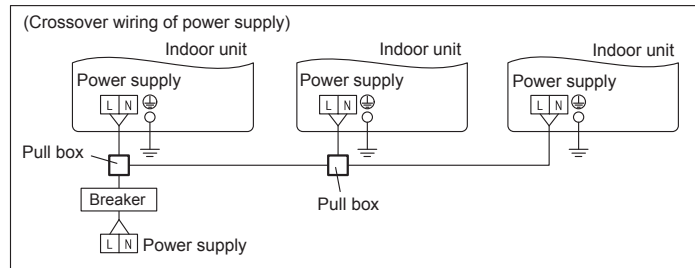 (Crossover wiring of power supply)
Indoor unit Indoor unit Indoor unit
Power supply Power supply Power supply
L N L N L N
Pull box
Pull box
Breaker
L N Power supply